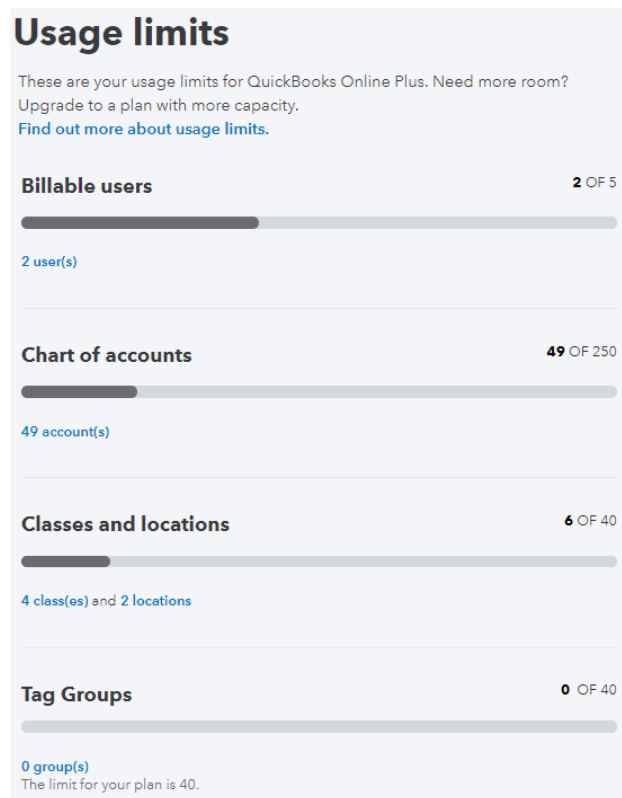 Usage limits
These are your usage limits for QuickBooks Online Plus. Need more room?
Upgrade to a plan with more capacity.
Find out more about usage limits.
Billable users
2 OF 5
2 user(s)
Chart of accounts
49 OF 250
49 account(s)
Classes and locations
6 OF 40
4 class(es) and 2 locations
Tag Groups
0 OF 40
0 group(s)
The limit for your plan is 40.